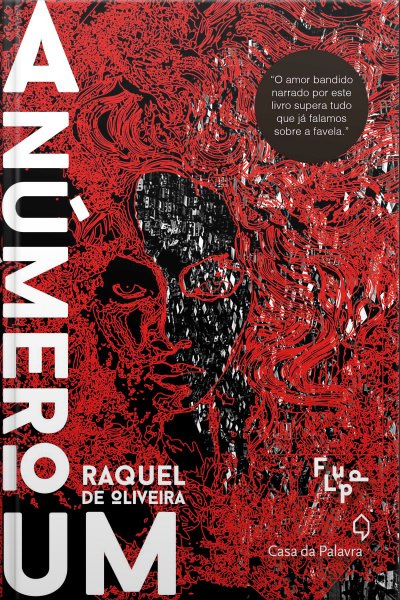 A NÚMERO UM
"O amor bandido
narrado por este
livro supera tudo
que já falamos
sobre a favela."
RAQUEL
DE OLIVEIRA
FLUPP
Casa da Palavra